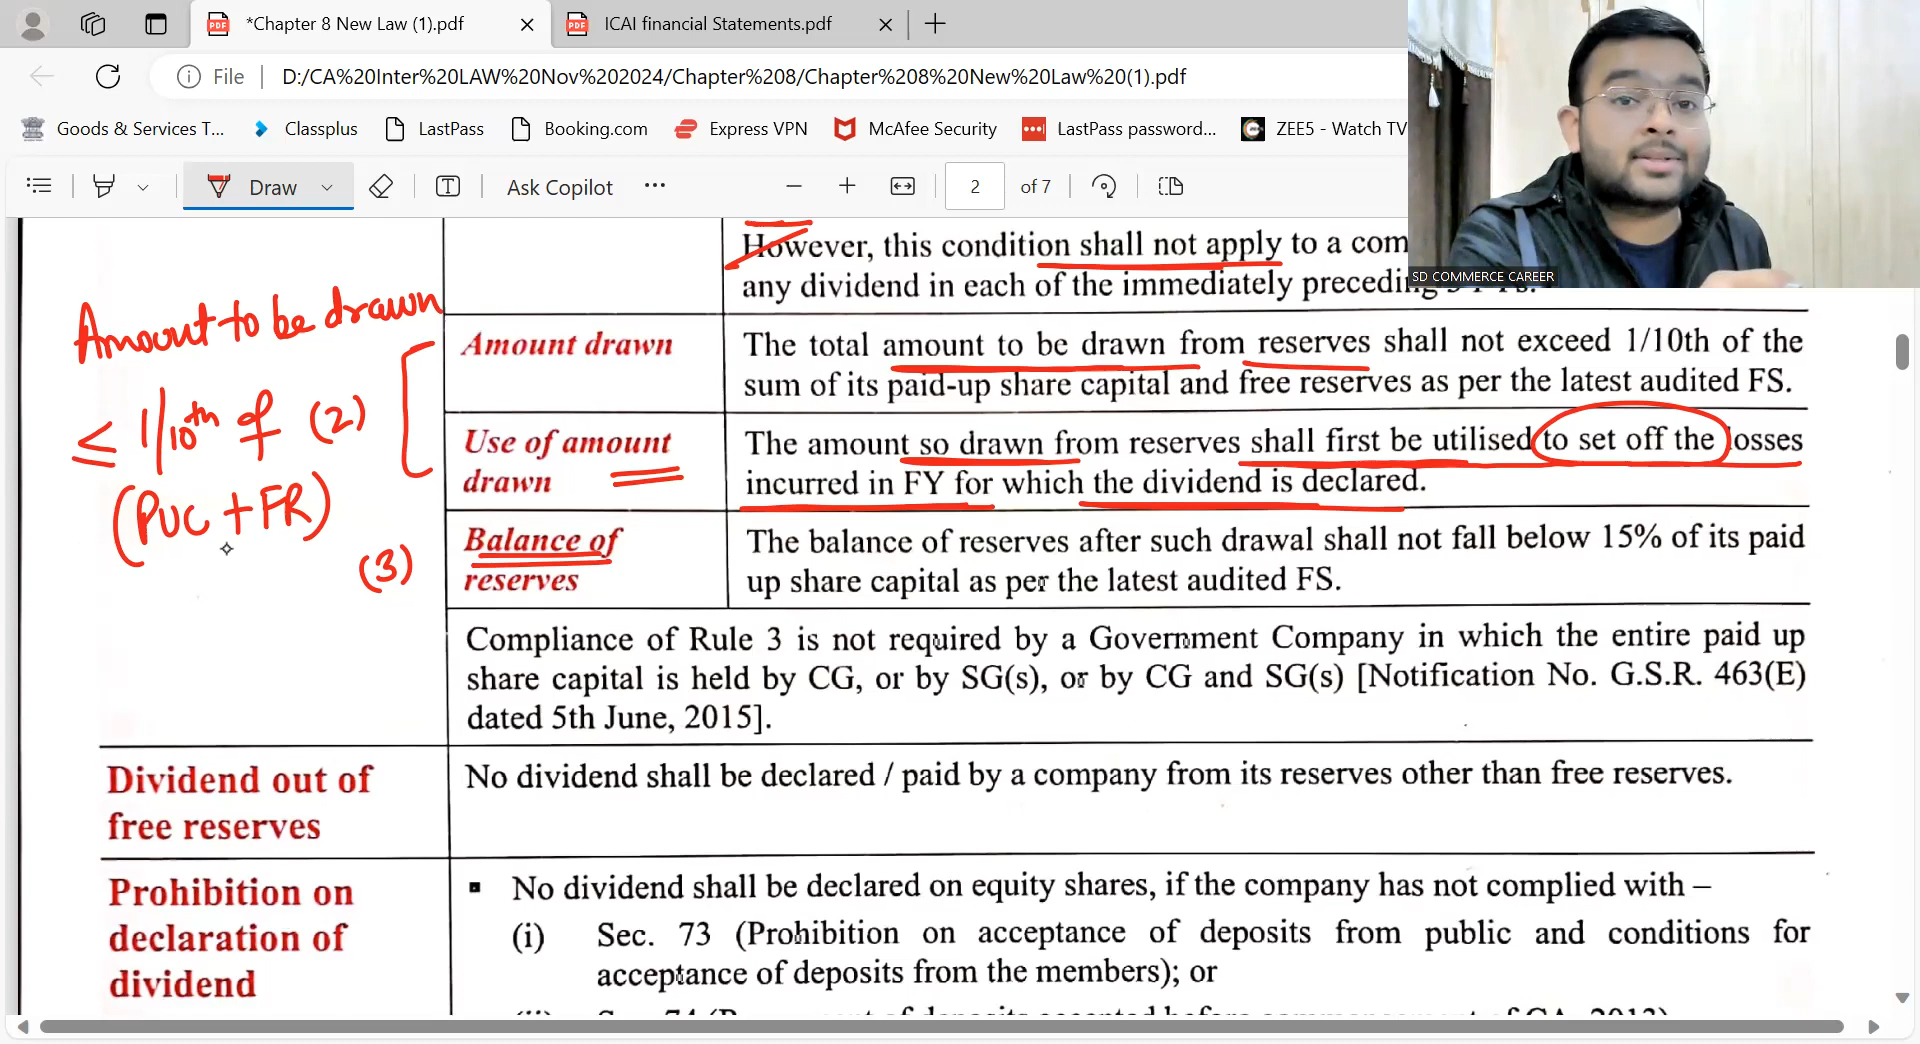 *Chapter 8 New Law (1).pdf
ICAI financial Statements.pdf
File
D:/CA%20Inter%20LAW%20Nov%202024/Chapter%208/Chapter%208%20New%20Law%20(1).pdf
Goods & Services T...
Classplus
LastPass
Booking.com
Express VPN
McAfee Security
LastPass password...
ZEE5 - Watch TV
Draw
Ask Copilot
2 of 7
SD COMMERCE CAREER
However, this condition shall not apply to a com
any dividend in each of the immediately preceding
Amount to be drawn
≤ 1/10th of (2)
(PUC + FR)
(3)
Amount drawn
The total amount to be drawn from reserves shall not exceed 1/10th of the
sum of its paid-up share capital and free reserves as per the latest audited FS.
Use of amount
drawn
The amount so drawn from reserves shall first be utilised to set off the losses
incurred in FY for which the dividend is declared.
Balance of
reserves
The balance of reserves after such drawal shall not fall below 15% of its paid
up share capital as per the latest audited FS.
Compliance of Rule 3 is not required by a Government Company in which the entire paid up
share capital is held by CG, or by SG(s), or by CG and SG(s) [Notification No. G.S.R. 463(E)
dated 5th June, 2015].
Dividend out of
free reserves
No dividend shall be declared / paid by a company from its reserves other than free reserves.
Prohibition on
declaration of
dividend
▪ No dividend shall be declared on equity shares, if the company has not complied with –
(i) Sec. 73 (Prohibition on acceptance of deposits from public and conditions for
acceptance of deposits from the members); or